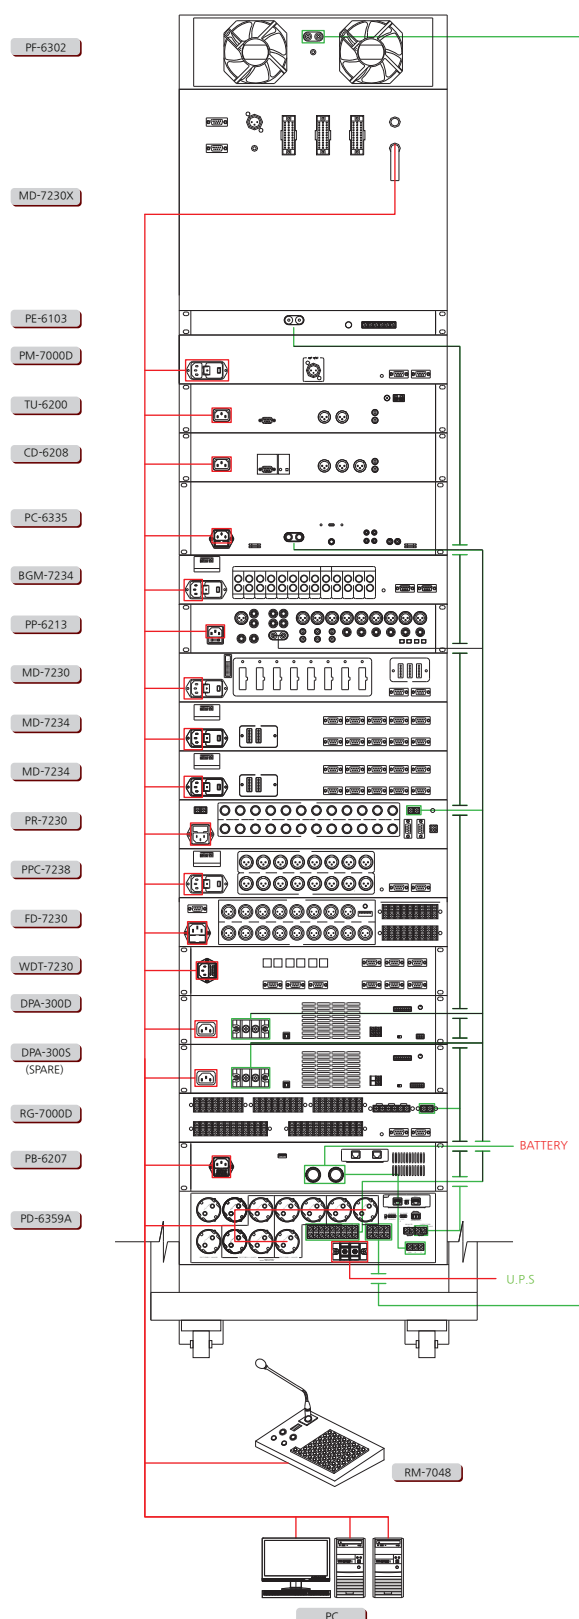 PF-6302
MD-7230X
PE-6103
PM-7000D
TU-6200
CD-6208
PC-6335
BGM-7234
PP-6213
MD-7230
MD-7234
MD-7234
PR-7230
PPC-7238
FD-7230
WDT-7230
DPA-300D
DPA-300S
(SPARE)
RG-7000D
PB-6207
BATTERY
PD-6359A
U.P.S
RM-7048
PC